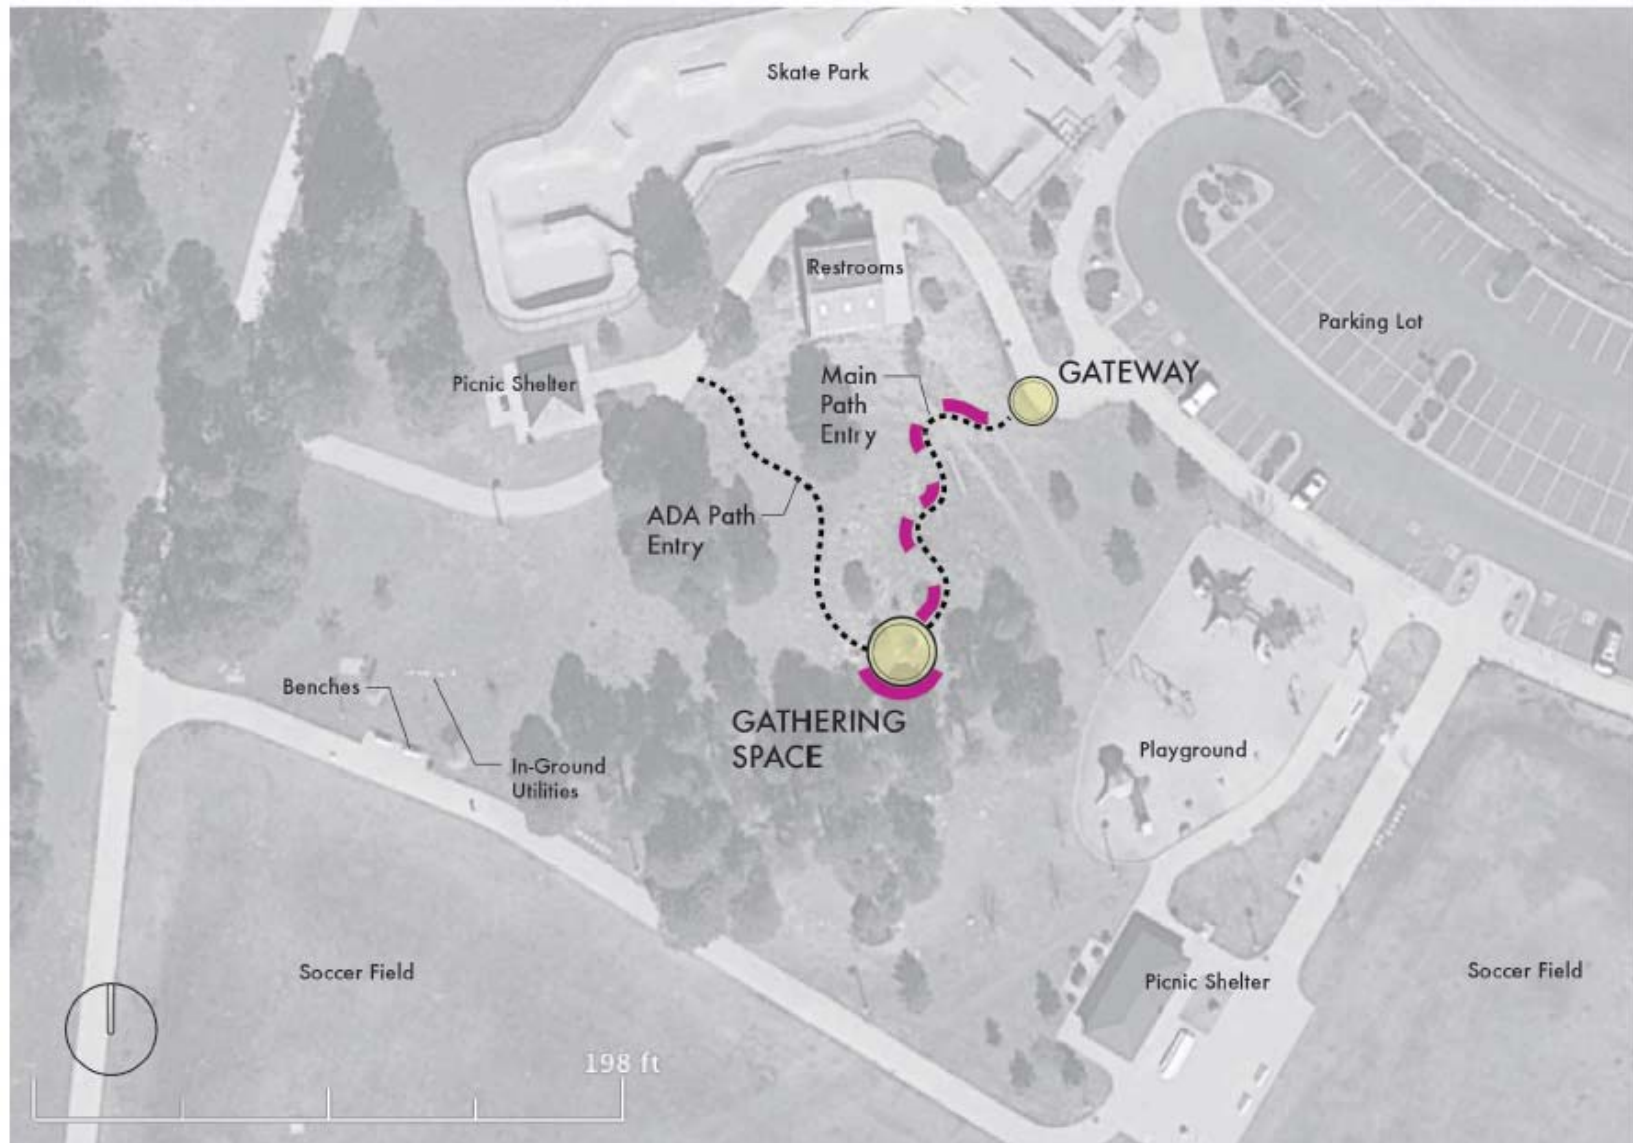 Skate Park
Restrooms
Parking Lot
GATEWAY
Picnic Shelter
Main
Path
Entry
ADA Path
Entry
Benches
GATHERING
SPACE
Playground
In-Ground
Utilities
Soccer Field
Picnic Shelter
Soccer Field
198 ft